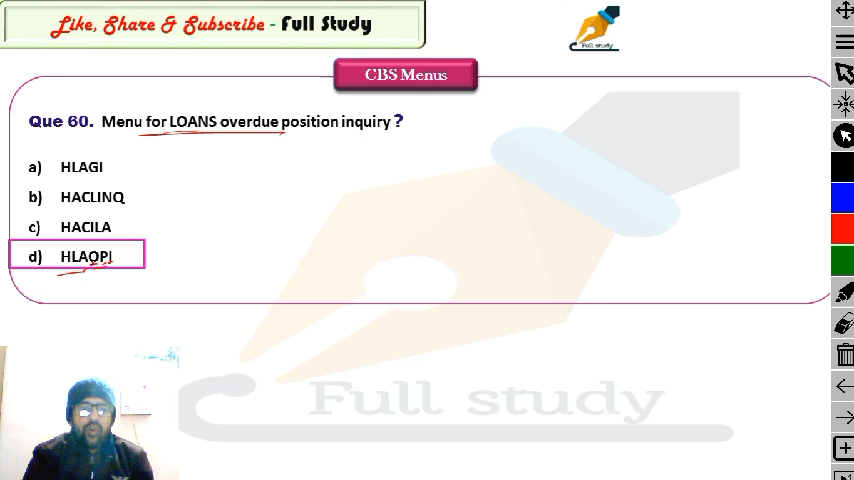 Like, Share & Subscribe - Full Study
Full study
CBS Menus
Que 60. Menu for LOANS overdue position inquiry ?
a) HLAGI
b) HACLINQ
c) HACILA
d) HLAOPI
Full study